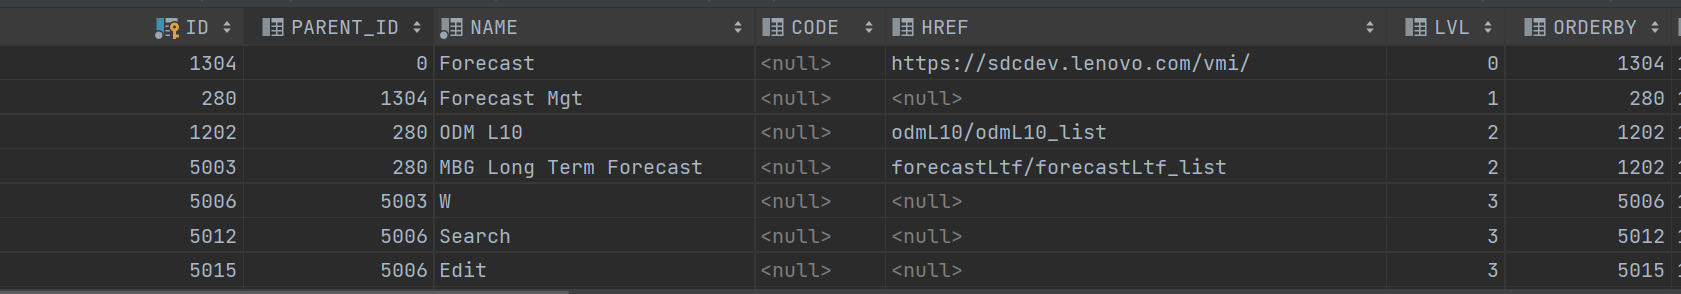 ID PARENT_ID NAME CODE HREF LVL ORDERBY
1304 0 Forecast <null> https://sdcdev.lenovo.com/vmi/ 0 1304
280 1304 Forecast Mgt <null> <null> 1 280
1202 280 ODM L10 <null> odmL10/odmL10_list 2 1202
5003 280 MBG Long Term Forecast <null> forecastLtf/forecastLtf_list 2 1202
5006 5003 W <null> <null> 3 5006
5012 5006 Search <null> <null> 3 5012
5015 5006 Edit <null> <null> 3 5015